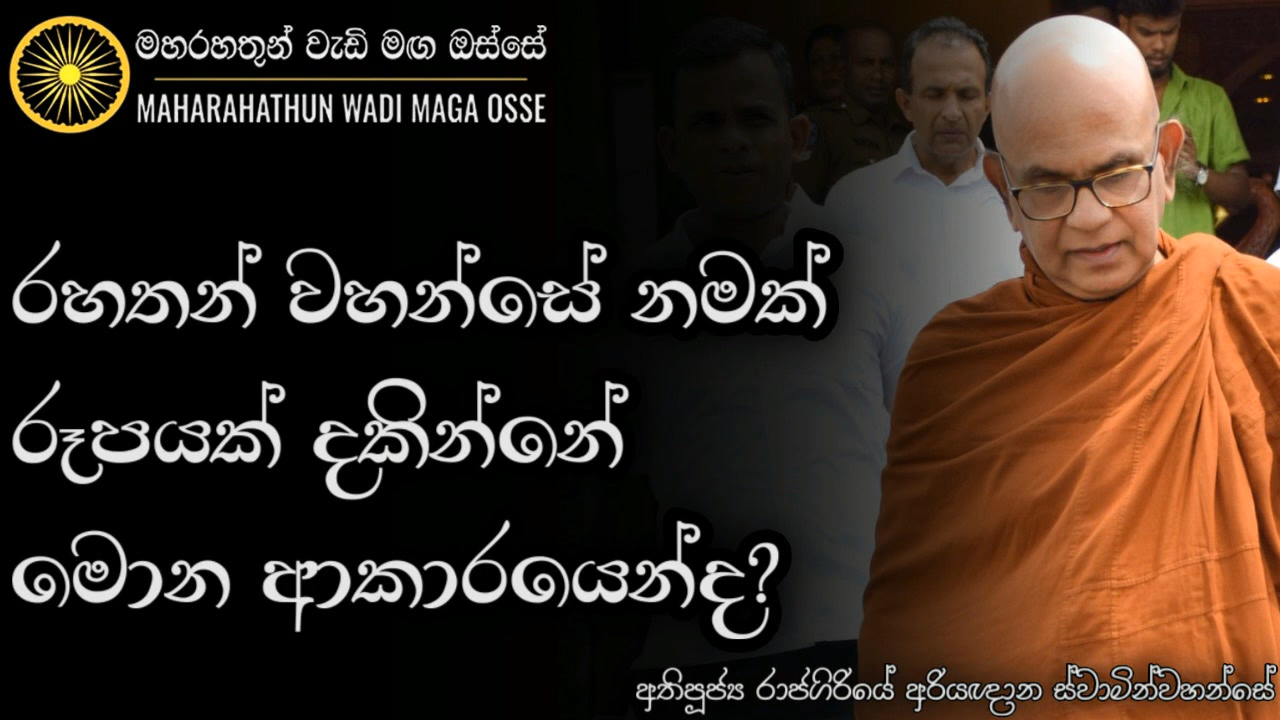 මහරහතුන් වැඩි මඟ ඔස්සේ
MAHARAHATHUN WADI MAGA OSSE
රහතන් වහන්සේ නමක්
රූපයක් දකින්නේ
මොන ආකාරයෙන්ද?
අතිපූජ්‍ය රාජගිරියේ අරියඥාන ස්වාමින්වහන්සේ